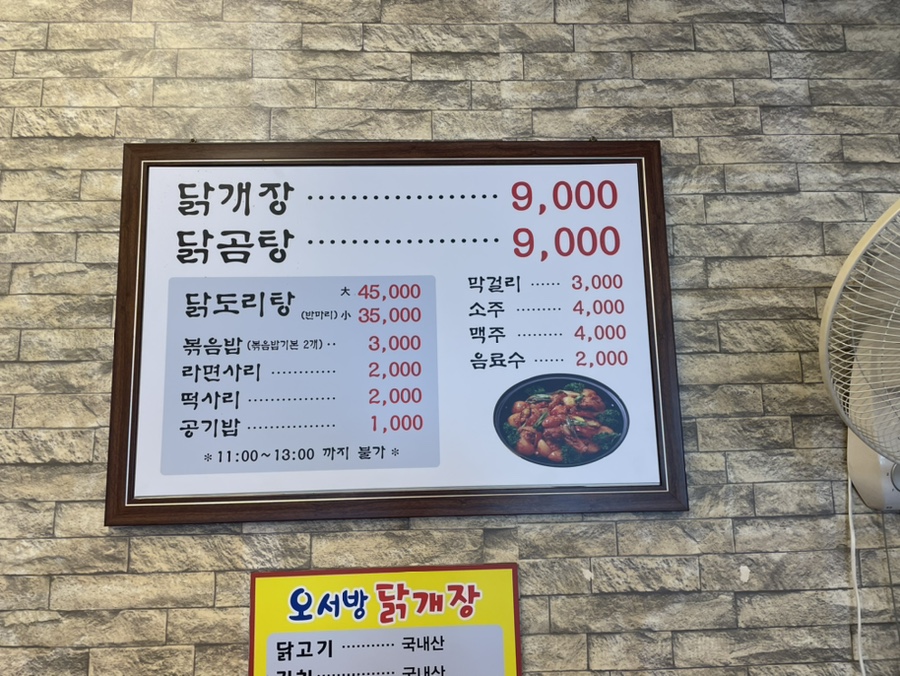 닭개장 ················· 9,000
닭곰탕 ················· 9,000
닭도리탕 大 45,000
(반마리) 小 35,000
볶음밥 (볶음밥기본 2개) ·· 3,000
라면사리 ············ 2,000
떡사리 ··············· 2,000
공기밥 ··············· 1,000
*11:00~13:00 까지 불가*
막걸리 ······ 3,000
소주 ········· 4,000
맥주 ········· 4,000
음료수 ······ 2,000
오서방 닭개장
닭고기 ··········· 국내산
국내산